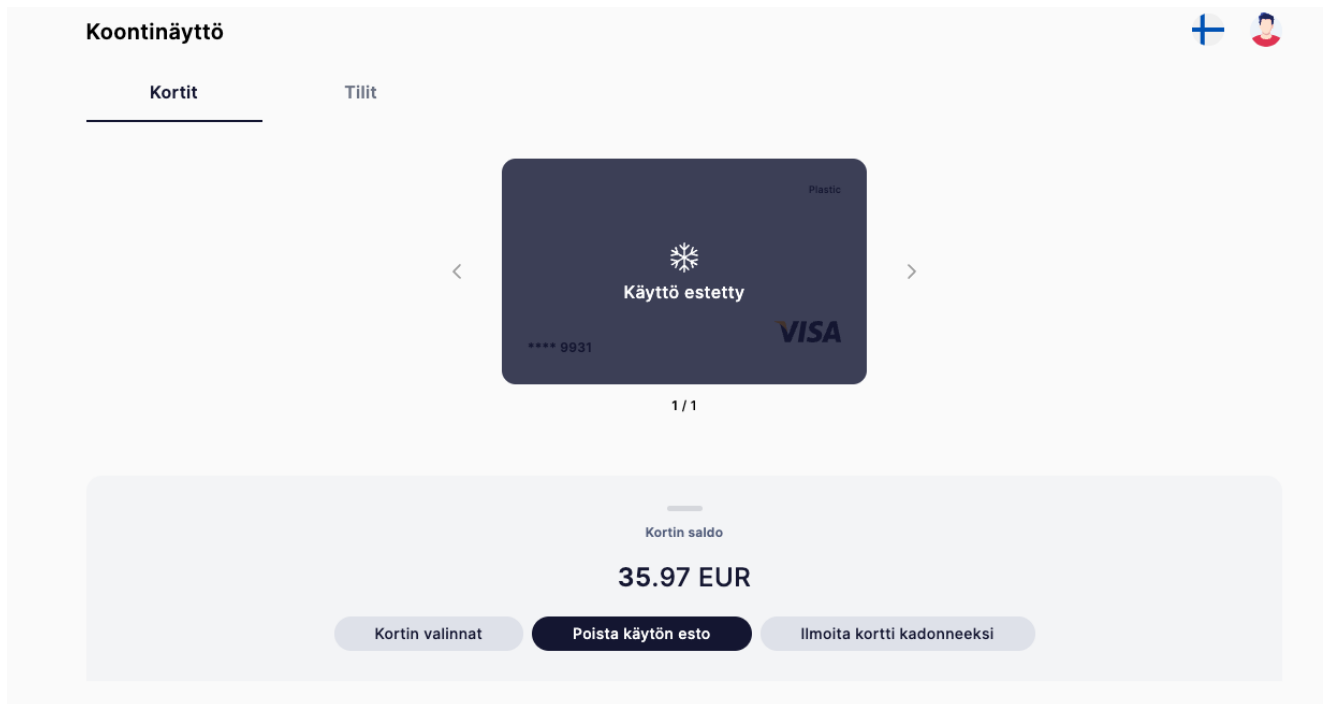 Koontinäyttö
Kortit Tilit
Plastic
Käyttö estetty
VISA
**** 9931
1 / 1
Kortin saldo
35.97 EUR
Kortin valinnat Poista käytön esto Ilmoita kortti kadonneeksi